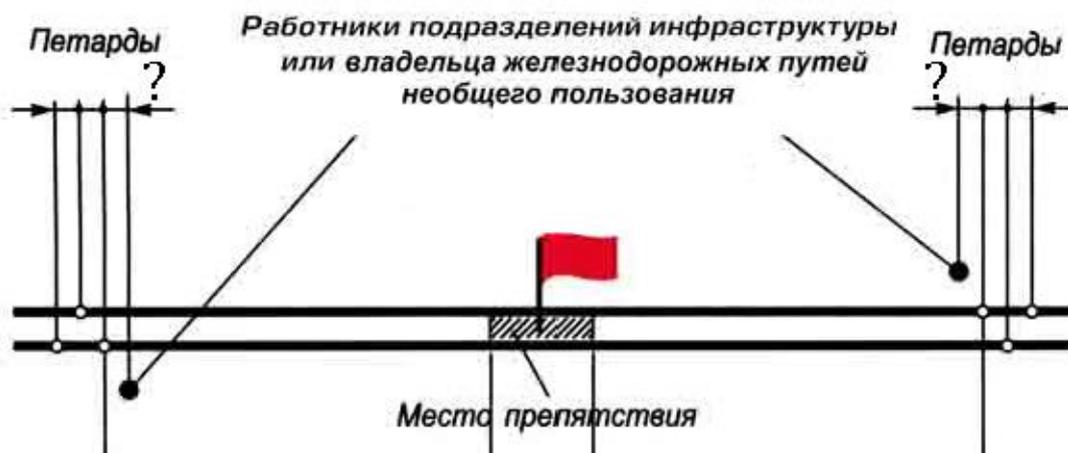 Петарды
?
Работники подразделений инфраструктуры
или владельца железнодорожных путей
необщего пользования
Петарды
?
Место препятствия